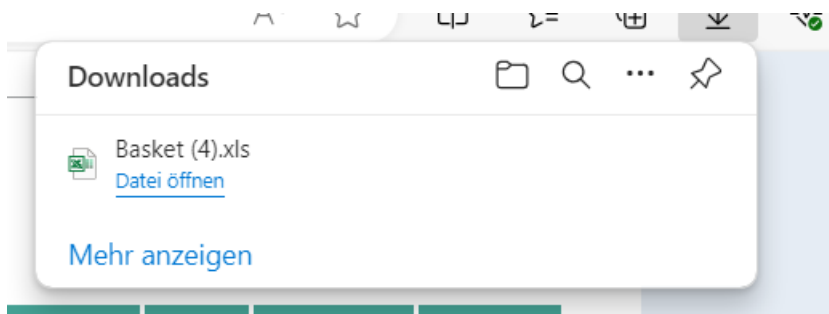 Downloads
Basket (4).xls
Datei öffnen
Mehr anzeigen